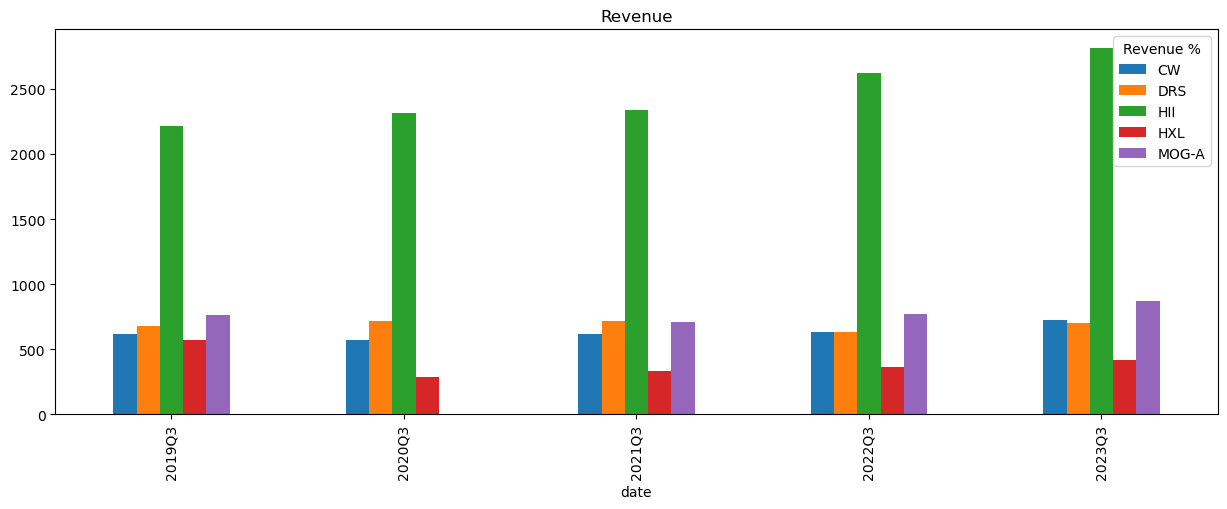 Revenue
Revenue %
CW
DRS
HII
HXL
MOG-A
2500
2000
1500
1000
500
0
2019Q3
2020Q3
2021Q3
2022Q3
2023Q3
date